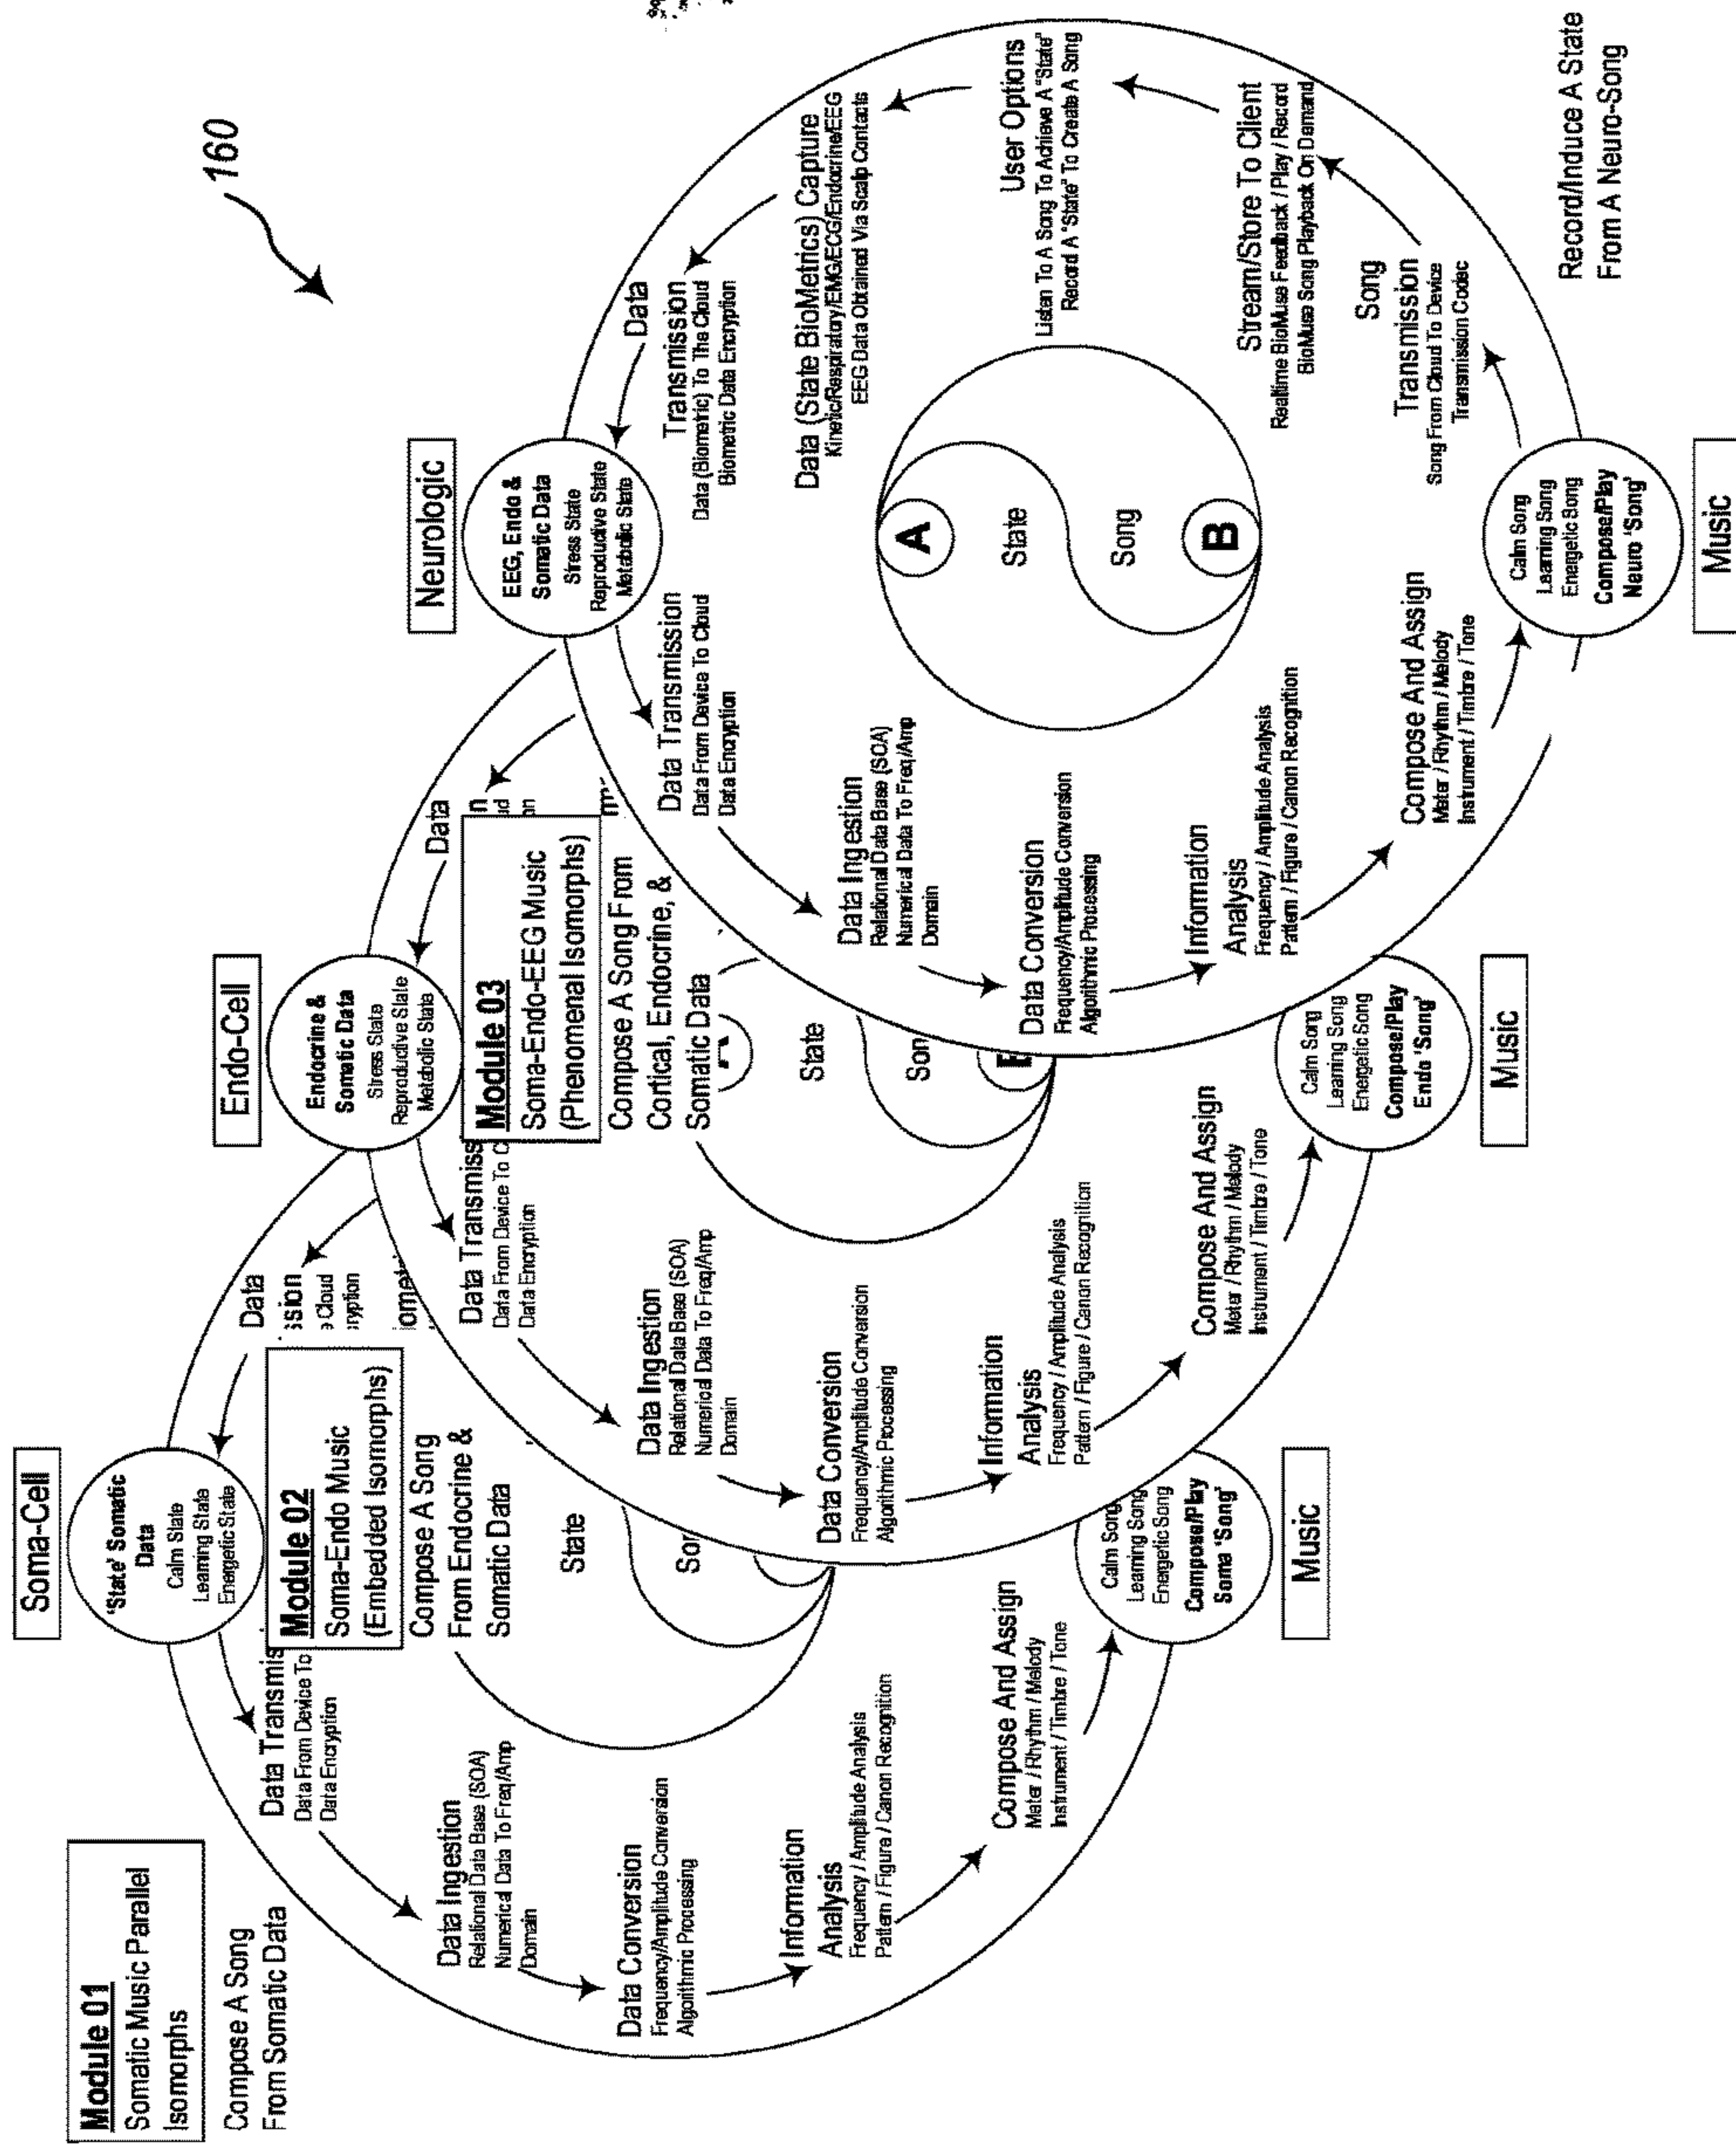 160
Module 01
Somatic Music Parallel
Isomorphs
Compose A Song
From Somatic Data
Soma-Cell
'State' Somatic
Data
Calm State
Learning State
Energetic State
Data
ssion
Cloud
ryption
Data Transmis
Data From Device To
Data Encryption
Data Ingestion
Relational Data Base (SOA)
Numerical Data To Freq/Amp
Domain
Data Conversion
Frequency/Amplitude Conversion
Algorithmic Processing
Information
Analysis
Frequency / Amplitude Analysis
Pattern / Figure / Canon Recognition
Compose And Assign
Meter / Rhythm / Melody
Instrument / Timbre / Tone
Calm Song
Learning Song
Energetic Song
Compose/Play
Soma 'Song'
Music
State
Module 02
Soma-Endo Music
(Embedded Isomorphs)
Compose A Song
From Endocrine &
Somatic Data
Endo-Cell
Endocrine &
Somatic Data
Stress State
Reproductive State
Metabolic State
Data
Data Transmiss
Data From Device To C
Data Encryption
Data Ingestion
Relational Data Base (SOA)
Numerical Data To Freq/Amp
Domain
Data Conversion
Frequency/Amplitude Conversion
Algorithmic Processing
Information
Analysis
Frequency / Amplitude Analysis
Pattern / Figure / Canon Recognition
Compose And Assign
Meter / Rhythm / Melody
Instrument / Timbre / Tone
Calm Song
Learning Song
Energetic Song
Compose/Play
Endo 'Song'
Music
State
Son
Module 03
Soma-Endo-EEG Music
(Phenomenal Isomorphs)
Compose A Song From
Cortical, Endocrine, &
Somatic Data
Neurologic
EEG, Endo &
Somatic Data
Stress State
Reproductive State
Metabolic State
Data Transmission
Data From Device To Cloud
Data Encryption
Data Ingestion
Relational Data Base (SOA)
Numerical Data To Freq/Amp
Domain
Data Conversion
Frequency/Amplitude Conversion
Algorithmic Processing
Information
Analysis
Frequency / Amplitude Analysis
Pattern / Figure / Canon Recognition
Compose And Assign
Meter / Rhythm / Melody
Instrument / Timbre / Tone
Calm Song
Learning Song
Energetic Song
Compose/Play
Neuro 'Song'
Music
Song
Transmission
Song From Cloud To Device
Transmission Codec
Stream/Store To Client
Realtime BioMuse Feedback / Play / Record
BioMuse Song Playback On Demand
User Options
Listen To A Song To Achieve A "State"
Record A "State" To Create A Song
Data (State BioMetrics) Capture
Kinetic/Respiratory/EMG/ECG/Endocrine/EEG
EEG Data Obtained Via Scalp Contacts
Data
Transmission
Data (Biometric) To The Cloud
Biometric Data Encryption
A
State
Song
B
Record/Induce A State
From A Neuro-Song